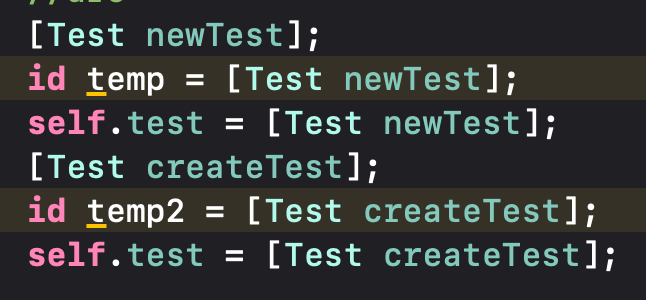 [Test newTest];
id temp = [Test newTest];
self.test = [Test newTest];
[Test createTest];
id temp2 = [Test createTest];
self.test = [Test createTest];